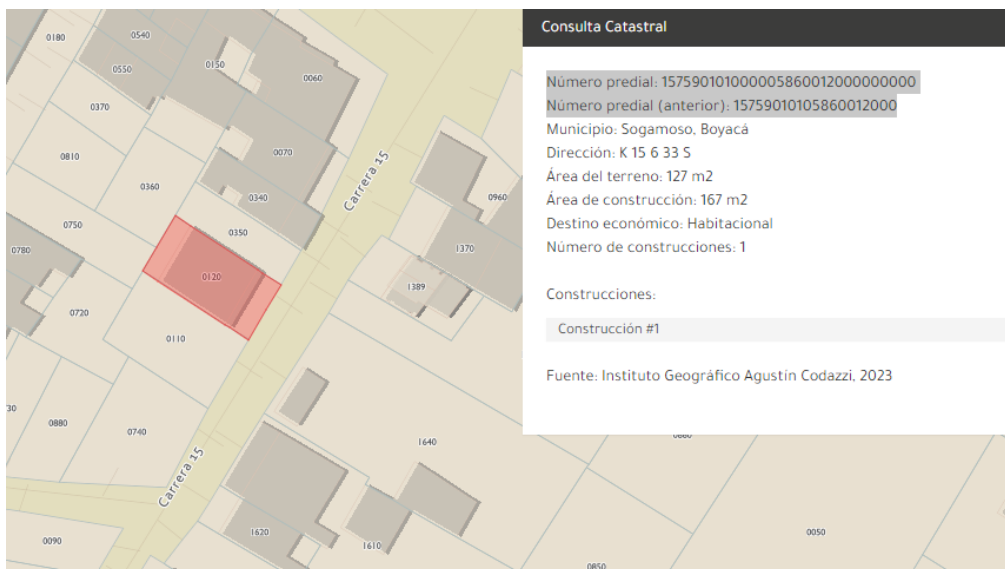 Consulta Catastral
Número predial: 157590101000005860012000000000
Número predial (anterior): 15759010105860012000
Municipio: Sogamoso, Boyacá
Dirección: K 15 6 33 S
Área del terreno: 127 m2
Área de construcción: 167 m2
Destino económico: Habitacional
Número de construcciones: 1
Construcciones:
Construcción #1
Fuente: Instituto Geográfico Agustín Codazzi, 2023
0180
0540
0550
0150
0060
0370
0070
0810
0360
0340
Carrera 15
0960
0750
0350
0780
1370
0120
1389
0720
0110
30
0880
0740
1640
Carrera 15
0090
1620
1610
0050
0850